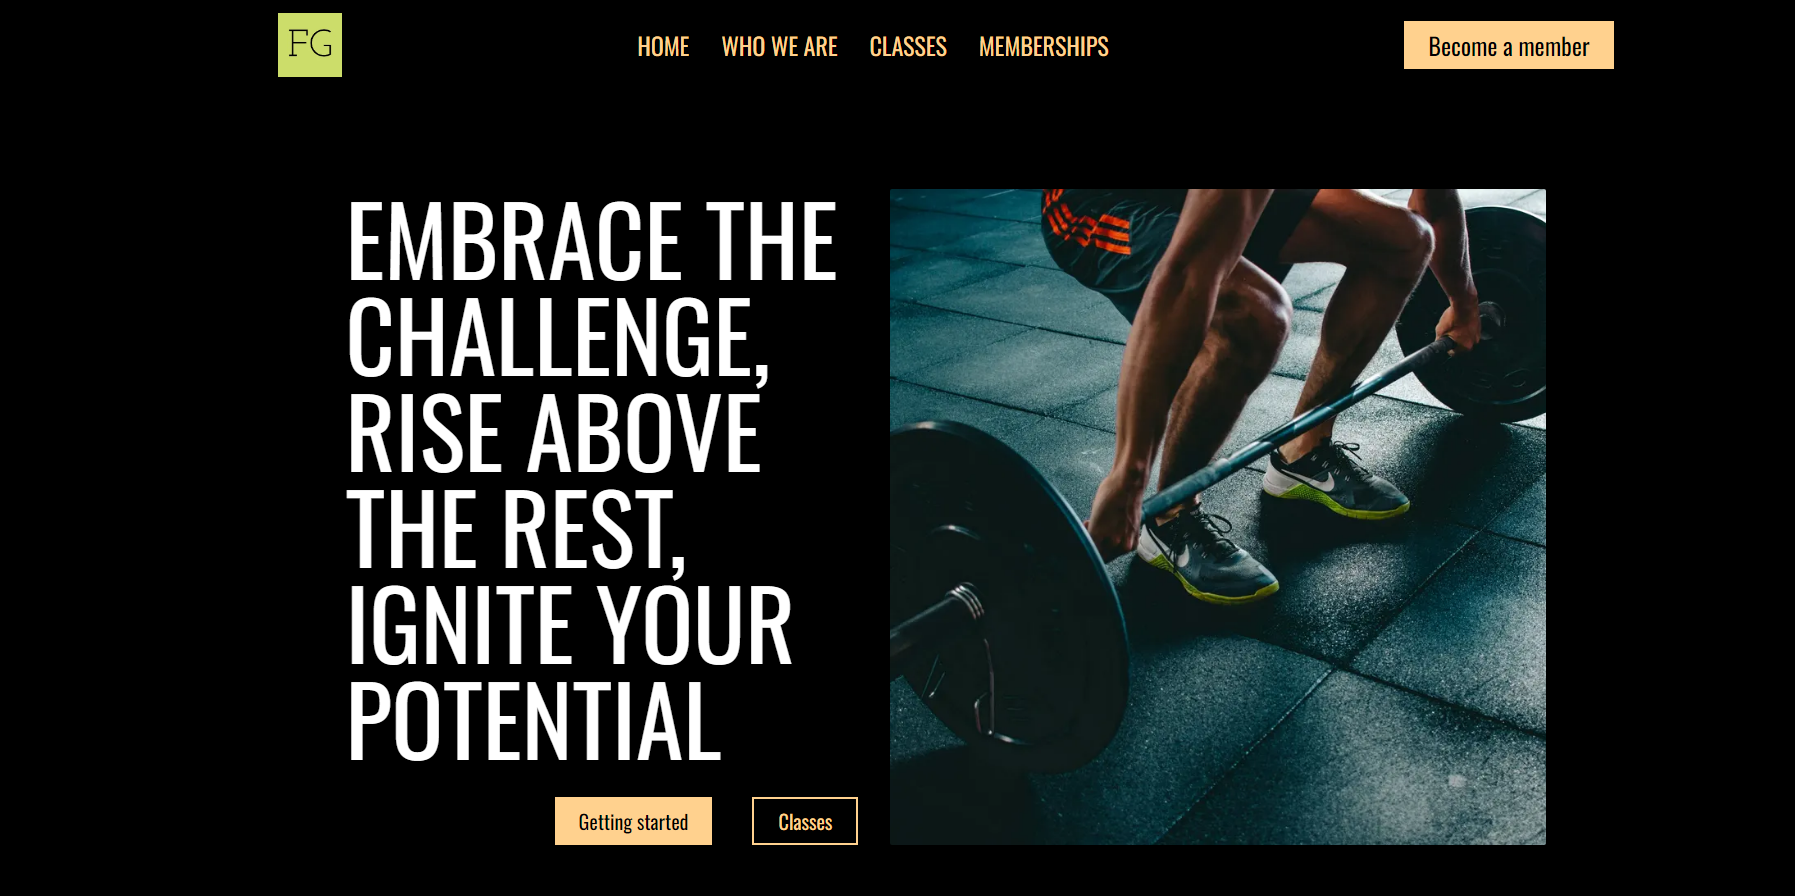 FG
HOME WHO WE ARE CLASSES MEMBERSHIPS
Become a member
EMBRACE THE
CHALLENGE,
RISE ABOVE
THE REST,
IGNITE YOUR
POTENTIAL
Getting started
Classes